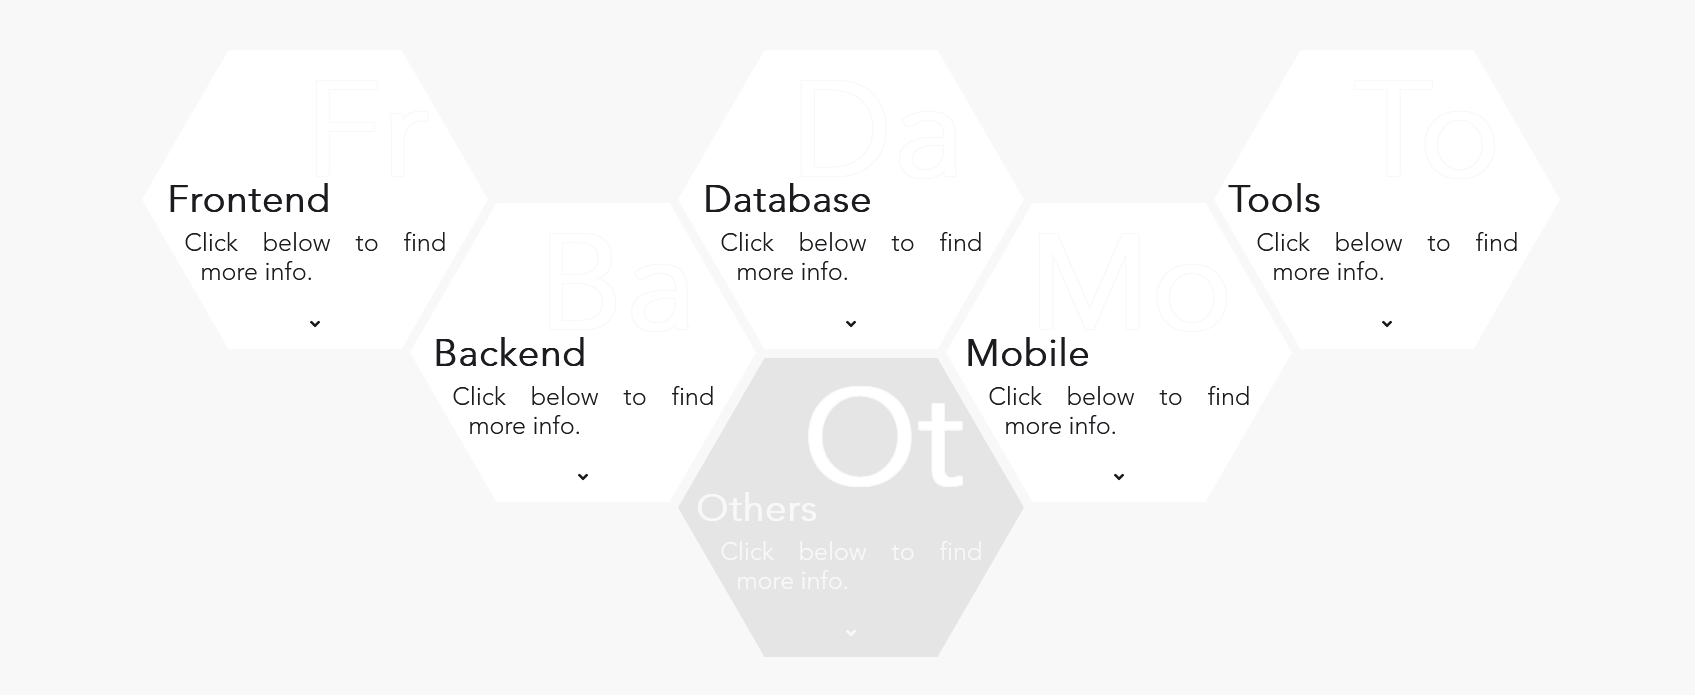 Fr
Frontend
Click below to find
more info.
Ba
Backend
Click below to find
more info.
Da
Database
Click below to find
more info.
Ot
Others
Click below to find
more info.
Mo
Mobile
Click below to find
more info.
To
Tools
Click below to find
more info.